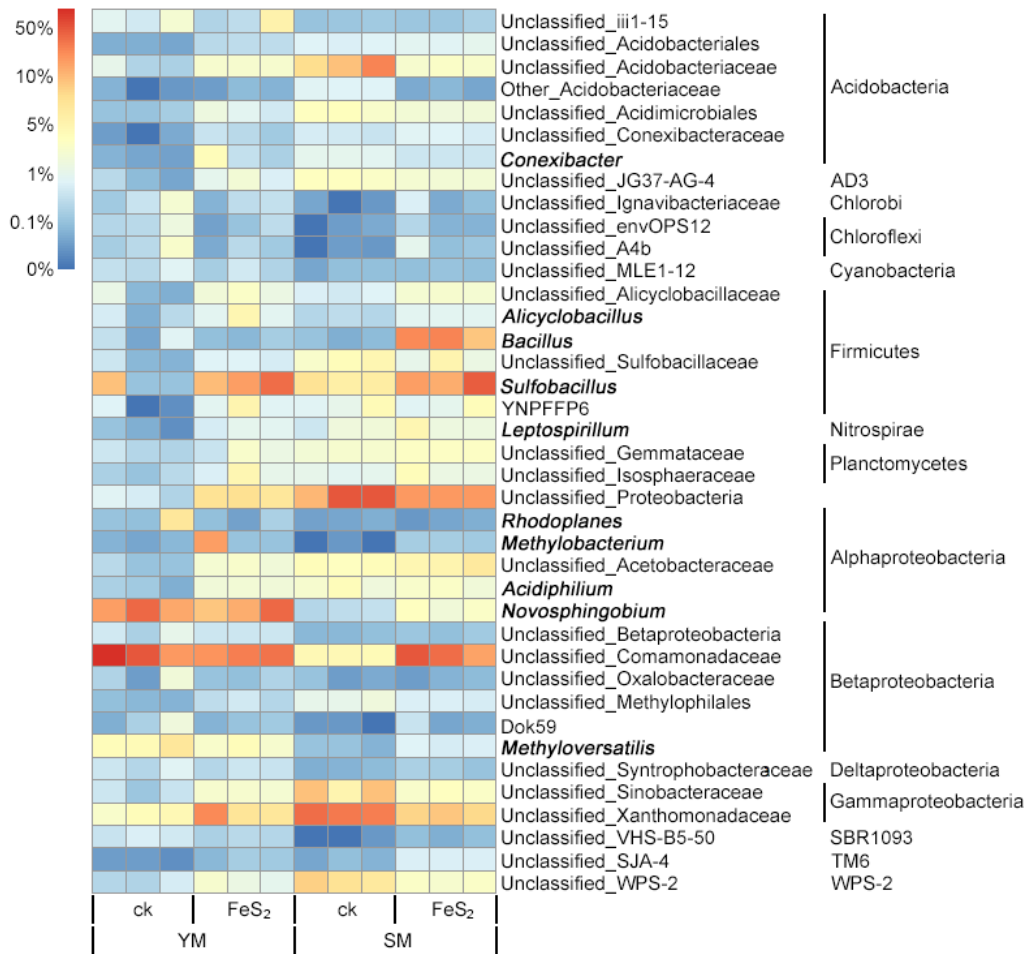 50%
10%
5%
1%
0.1%
0%
Unclassified_iii1-15
Unclassified_Acidobacteriales
Unclassified_Acidobacteriaceae
Other_Acidobacteriaceae
Unclassified_Acidimicrobiales
Unclassified_Conexibacteraceae
Conexibacter
Acidobacteria
Unclassified_JG37-AG-4 AD3
Unclassified_Ignavibacteriaceae Chlorobi
Unclassified_envOPS12
Unclassified_A4b
Chloroflexi
Unclassified_MLE1-12 Cyanobacteria
Unclassified_Alicyclobacillaceae
Alicyclobacillus
Bacillus
Unclassified_Sulfobacillaceae
Sulfobacillus
YNPFFP6
Firmicutes
Leptospirillum Nitrospirae
Unclassified_Gemmataceae
Unclassified_Isosphaeraceae
Planctomycetes
Unclassified_Proteobacteria
Rhodoplanes
Methylobacterium
Unclassified_Acetobacteraceae
Acidiphilium
Novosphingobium
Alphaproteobacteria
Unclassified_Betaproteobacteria
Unclassified_Comamonadaceae
Unclassified_Oxalobacteraceae
Unclassified_Methylophilales
Dok59
Methyloversatilis
Betaproteobacteria
Unclassified_Syntrophobacteraceae Deltaproteobacteria
Unclassified_Sinobacteraceae
Unclassified_Xanthomonadaceae
Gammaproteobacteria
Unclassified_VHS-B5-50 SBR1093
Unclassified_SJA-4 TM6
Unclassified_WPS-2 WPS-2
ck FeS₂ ck FeS₂
YM SM